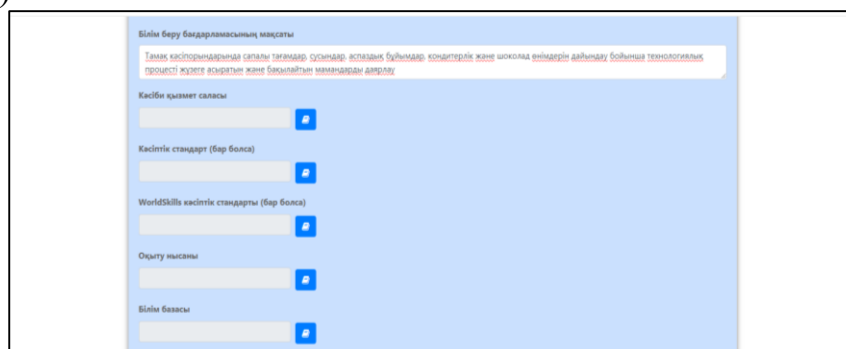 )
Білім беру бағдарламасының мақсаты
Тамақ кәсіпорындарында сапалы тағамдар, сусындар, аспаздық бұйымдар, кондитерлік және шоколад өнімдерін дайындау бойынша технологиялық
процесті жүзеге асыратын және бақылайтын мамандарды даярлау
Кәсіби қызмет саласы
Кәсіптік стандарт (бар болса)
WorldSkills кәсіптік стандарты (бар болса)
Оқыту нысаны
Білім базасы